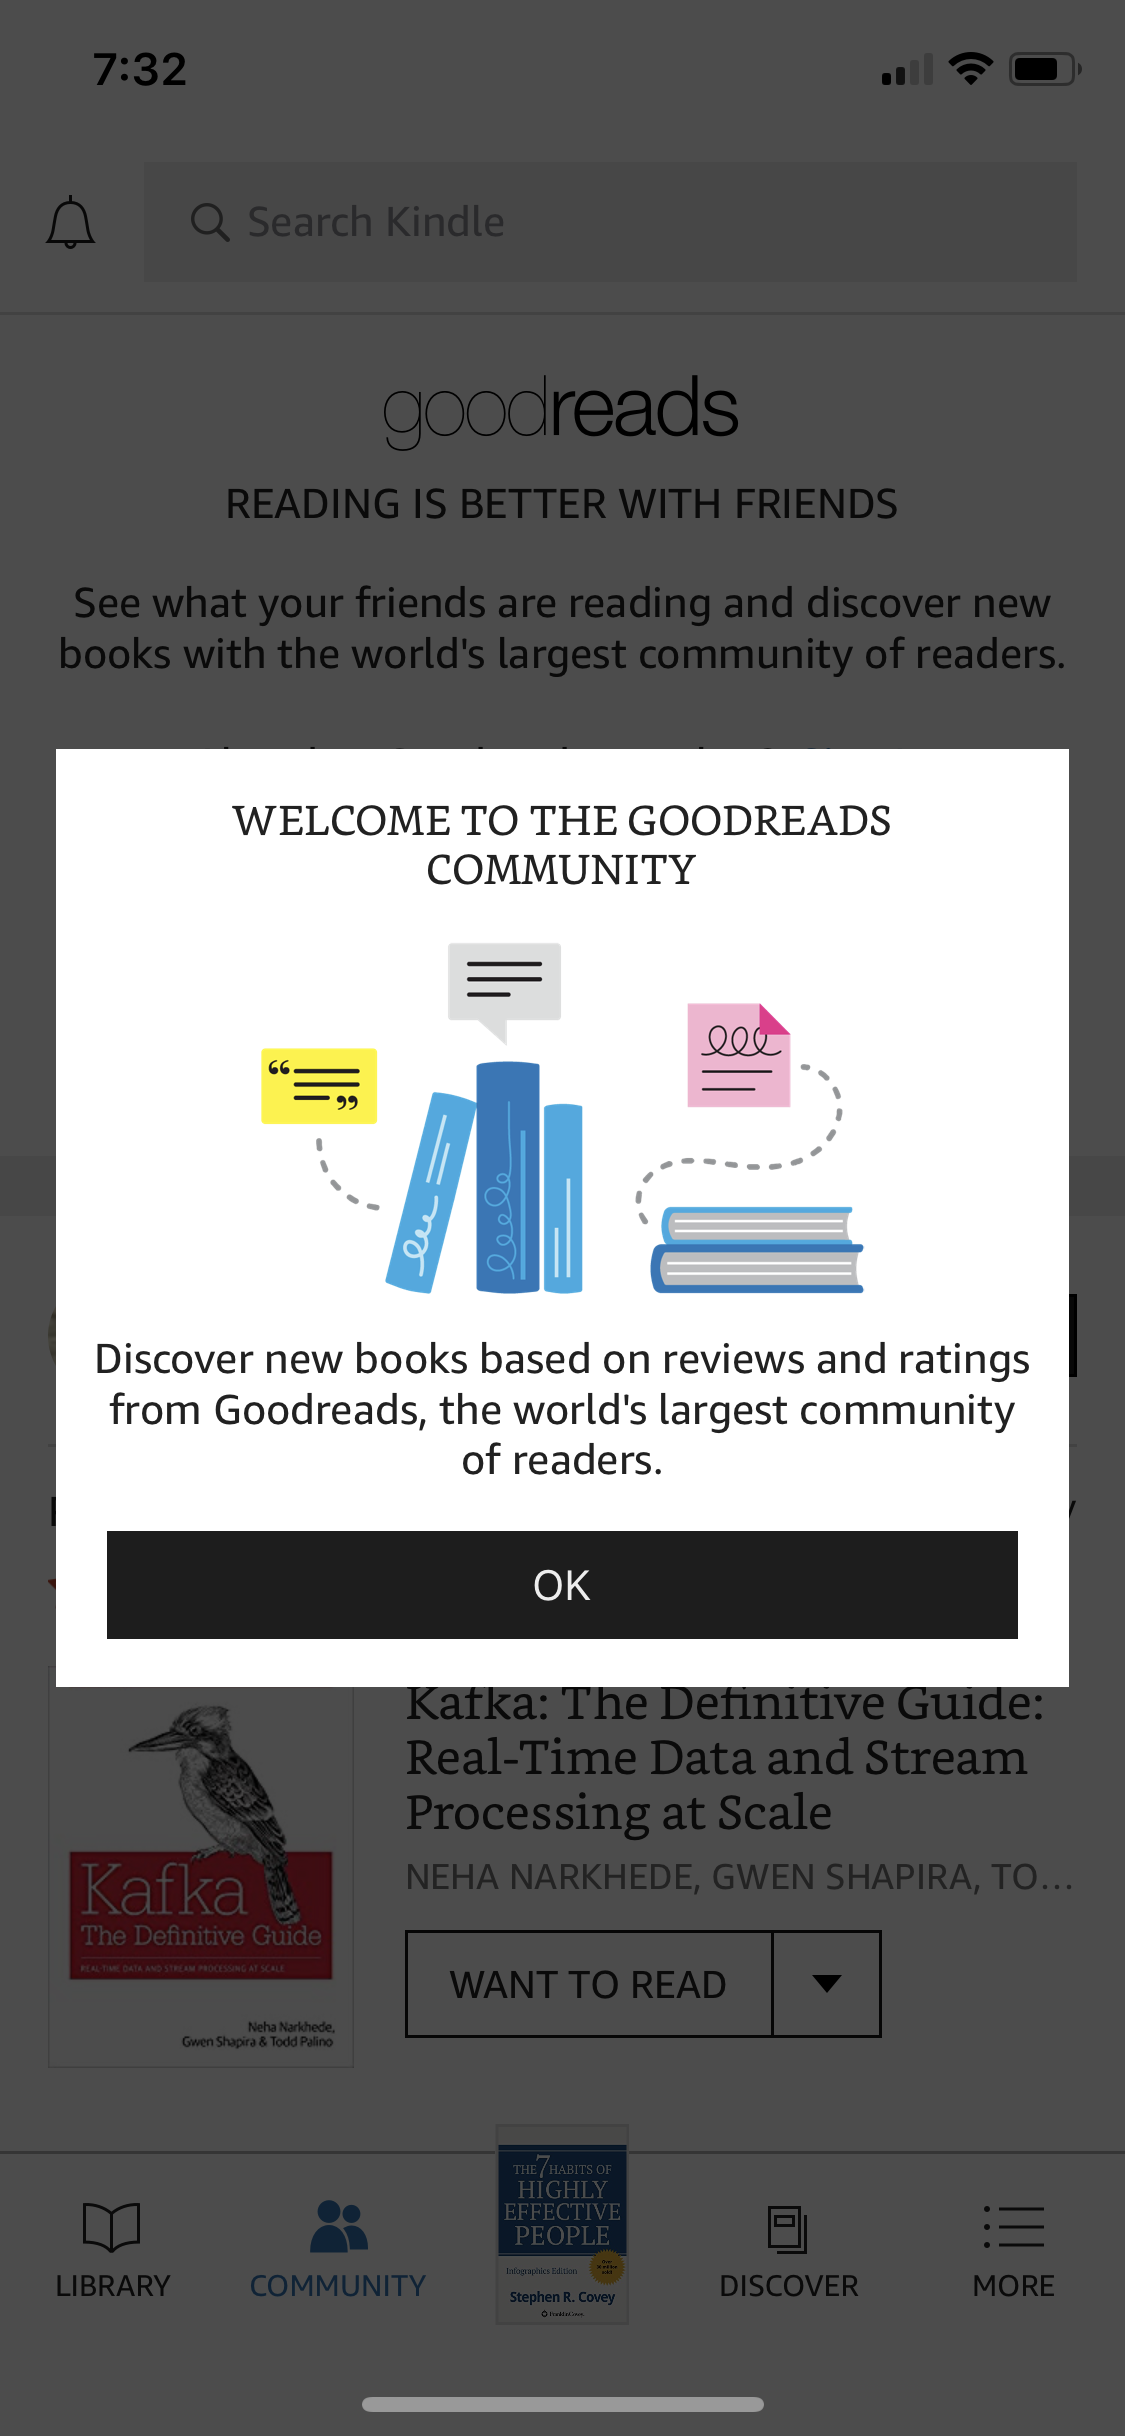 7:32
Search Kindle
goodreads
READING IS BETTER WITH FRIENDS
See what your friends are reading and discover new
books with the world's largest community of readers.
WELCOME TO THE GOODREADS
COMMUNITY
“ ”
Discover new books based on reviews and ratings
from Goodreads, the world's largest community
of readers.
OK
Kafka: The Definitive Guide:
Real-Time Data and Stream
Processing at Scale
NEHA NARKHEDE, GWEN SHAPIRA, TO...
WANT TO READ
Kafka
The Definitive Guide
REAL-TIME DATA AND STREAM PROCESSING AT SCALE
Neha Narkhede,
Gwen Shapira & Todd Palino
THE 7 HABITS OF
HIGHLY
EFFECTIVE
PEOPLE
Infographics Edition
Stephen R. Covey
FranklinCovey
LIBRARY
COMMUNITY
DISCOVER
MORE